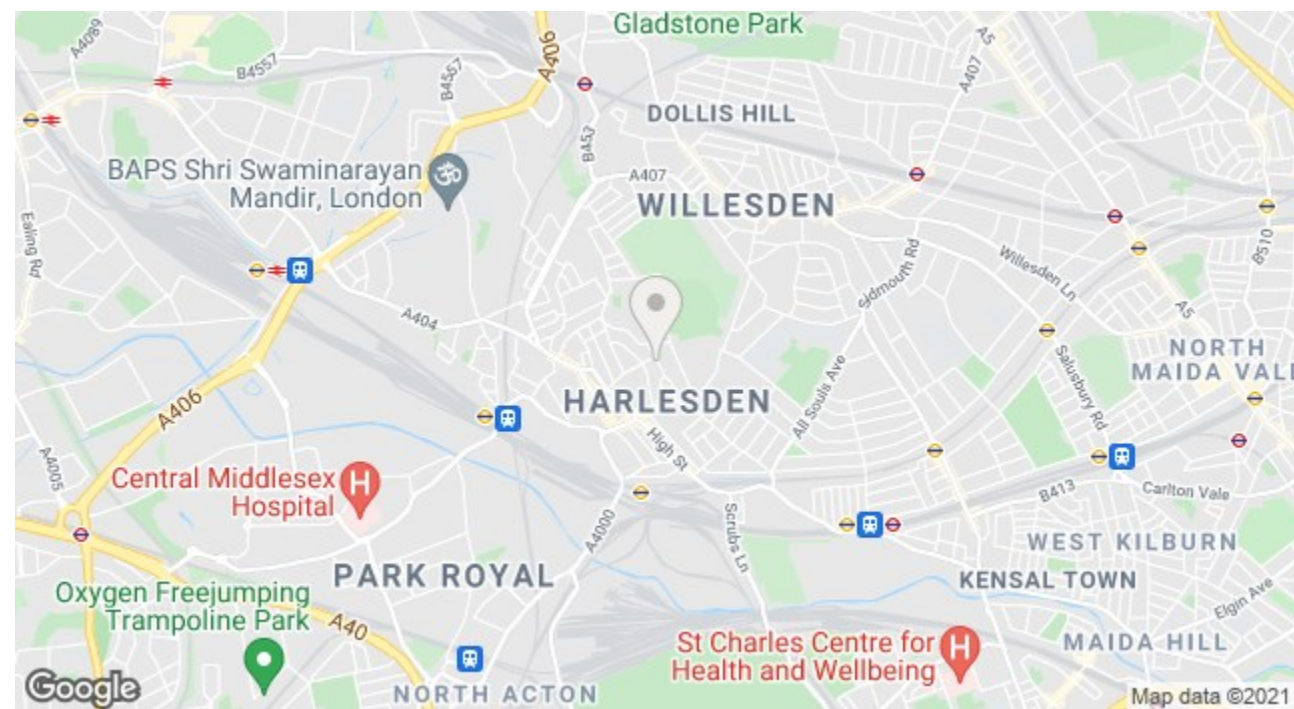 Gladstone Park
A4089
B4557
A406
B4557
A5
A407
B453
DOLLIS HILL
BAPS Shri Swaminarayan
Mandir, London
A407
WILLESDEN
Ealing Rd
B510
Willesden Ln
Sidmouth Rd
A404
A5
NORTH
MAIDA VALE
Salusbury Rd
A406
HARLESDEN
All Souls Ave
High St
A4005
Central Middlesex
Hospital
B413
Carlton Vale
A4000
Scrubs Ln
WEST KILBURN
PARK ROYAL
KENSAL TOWN
Oxygen Freejumping
Trampoline Park
A40
Elgin Ave
St Charles Centre for
Health and Wellbeing
MAIDA HILL
NORTH ACTON
Google
Map data ©2021